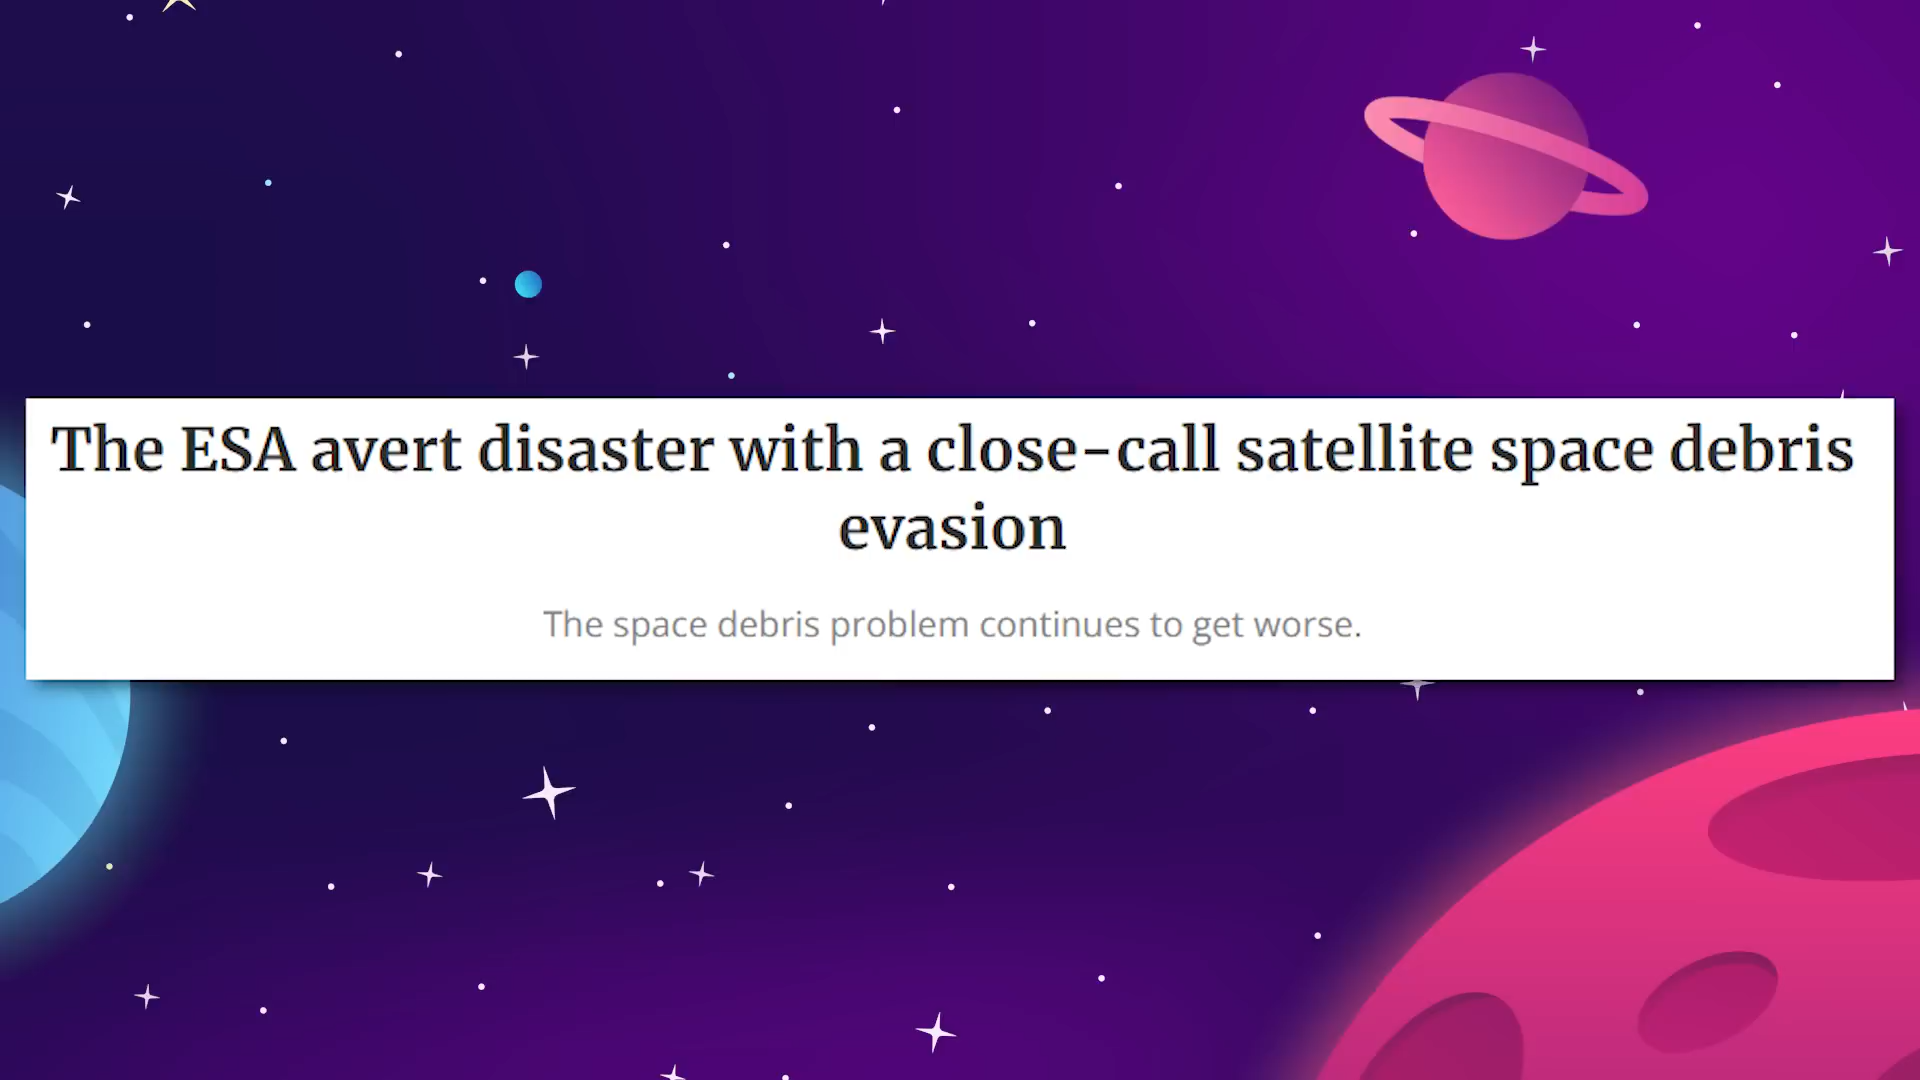 The ESA avert disaster with a close-call satellite space debris
evasion
The space debris problem continues to get worse.